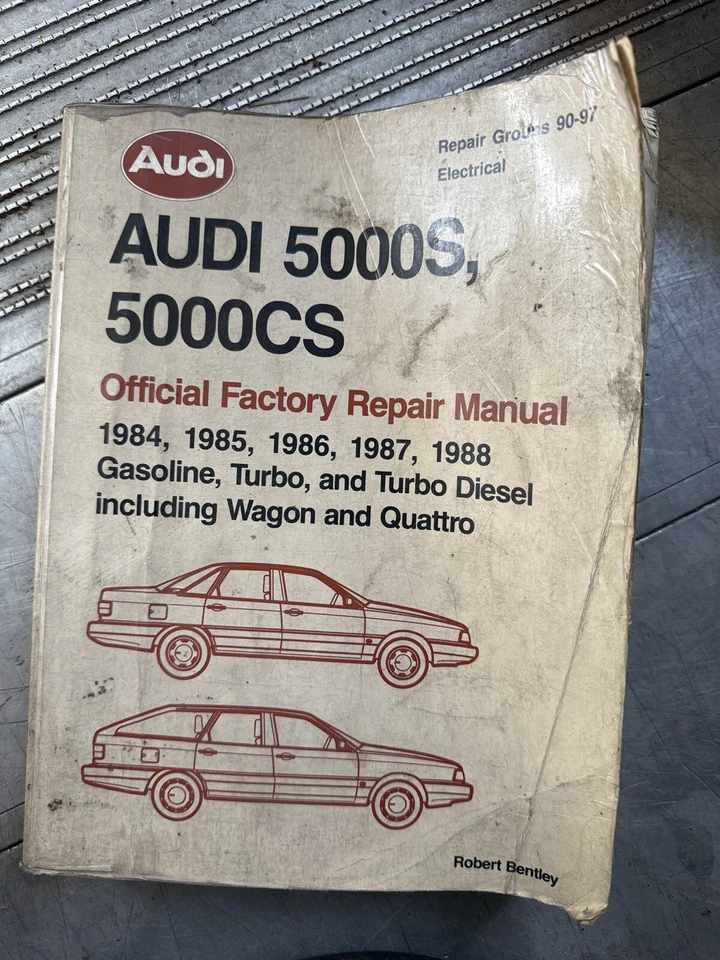 Audi
Repair Groups 90-97
Electrical
AUDI 5000S,
5000CS
Official Factory Repair Manual
1984, 1985, 1986, 1987, 1988
Gasoline, Turbo, and Turbo Diesel
including Wagon and Quattro
Robert Bentley